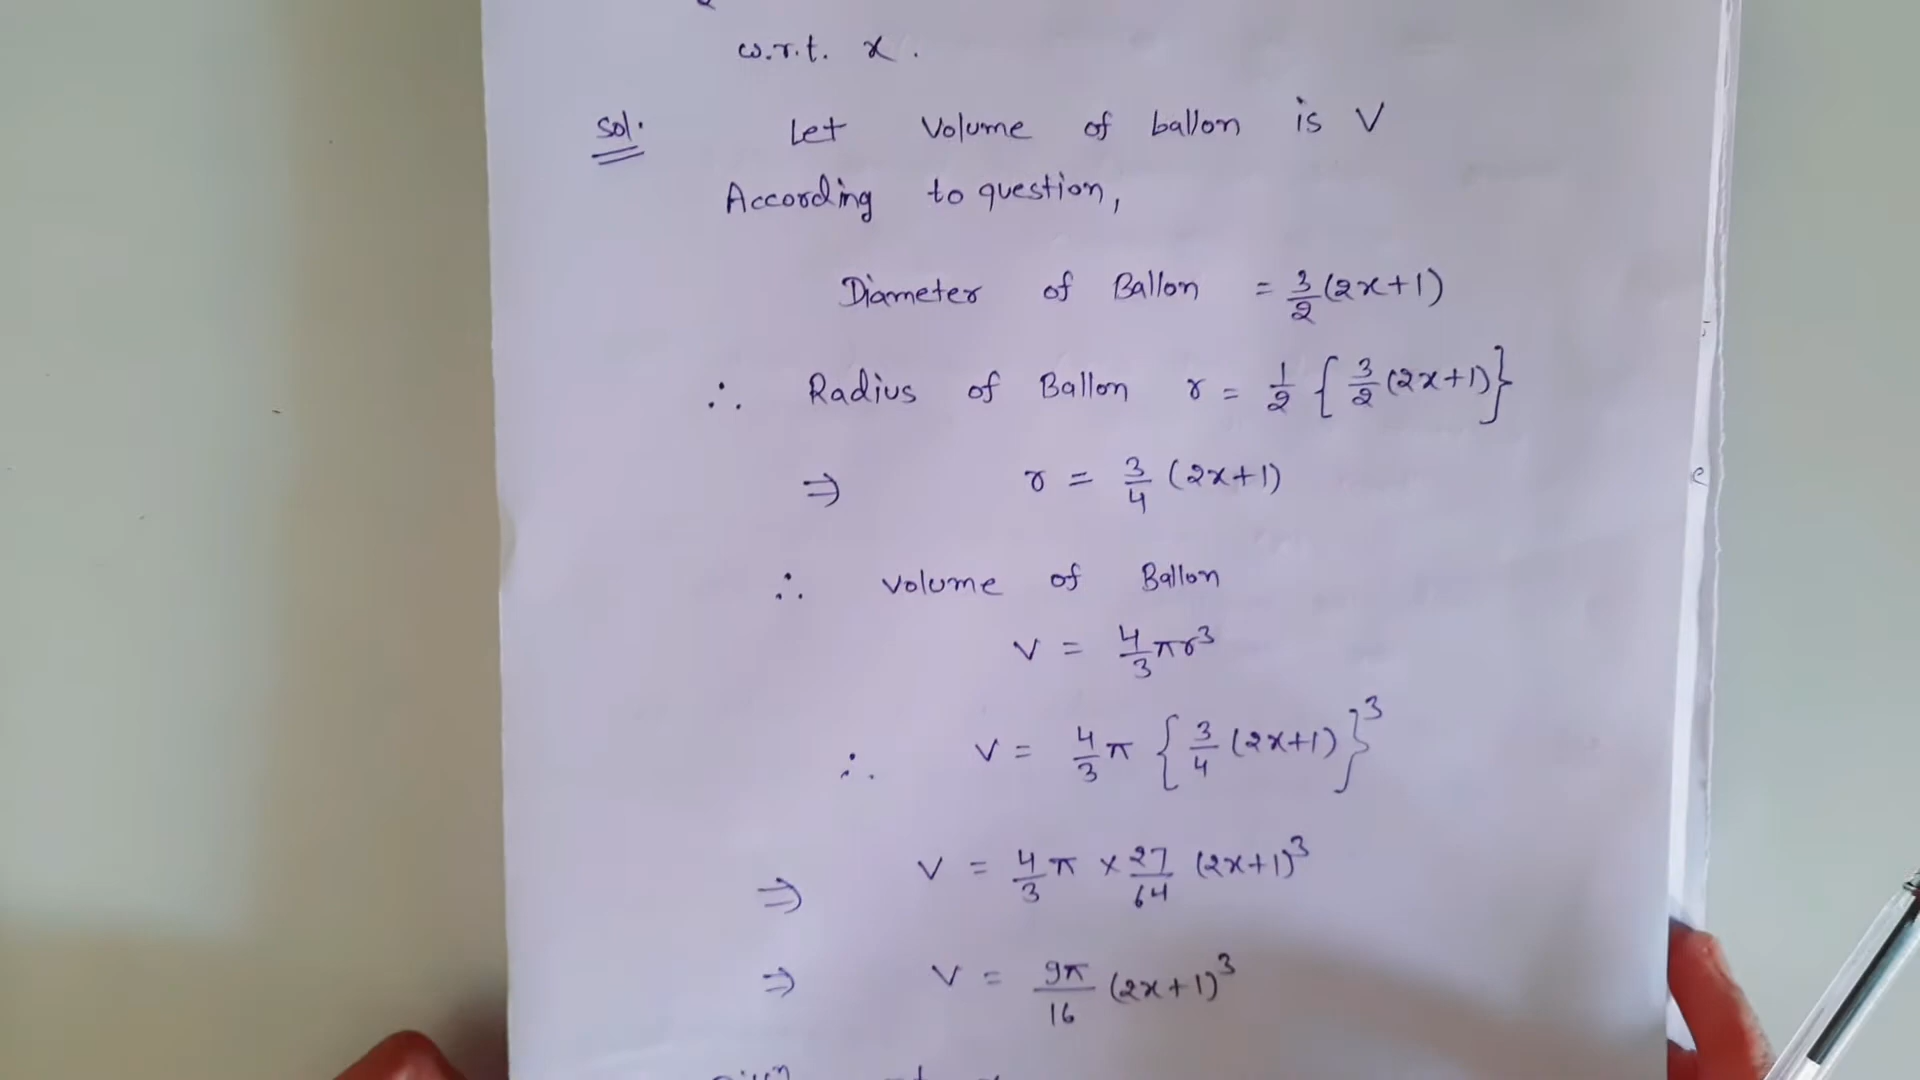 w.r.t. x.
Sol. Let Volume of ballon is V
According to question,
Diameter of Ballon = 3/2 (2x+1)
∴ Radius of Ballon r = 1/2 { 3/2 (2x+1)}
⇒ r = 3/4 (2x+1)
∴ volume of Ballon
V = 4/3 πr³
∴ V = 4/3 π { 3/4 (2x+1) }³
⇒ V = 4/3 π × 27/64 (2x+1)³
⇒ V = 9π/16 (2x+1)³